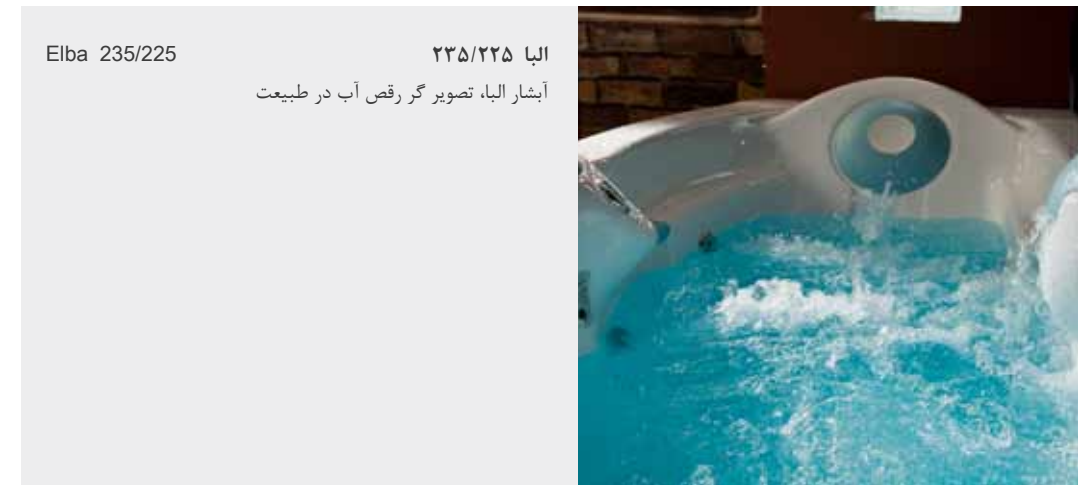 البا ۲۳۵/۲۲۵
Elba 235/225
آبشار البا، تصویر گر رقص آب در طبیعت